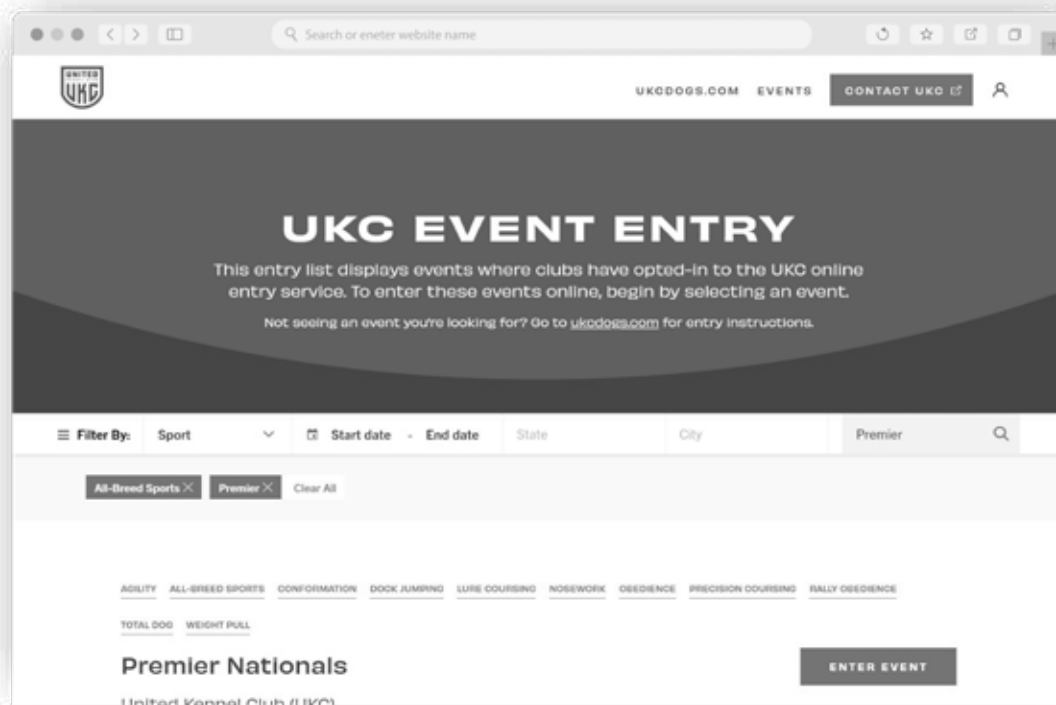 Search or eneter website name
UNITED
UKC
UKCDOGS.COM EVENTS CONTACT UKC
UKC EVENT ENTRY
This entry list displays events where clubs have opted-in to the UKC online
entry service. To enter these events online, begin by selecting an event.
Not seeing an event you're looking for? Go to ukcdogs.com for entry instructions.
Filter By: Sport Start date - End date State City Premier
All-Breed Sports Premier Clear All
AGILITY ALL-BREED SPORTS CONFORMATION DOCK JUMPING LURE COURSING NOSEWORK OBEDIENCE PRECISION COURSING RALLY OBEDIENCE
TOTAL DOG WEIGHT PULL
Premier Nationals ENTER EVENT
United Kennel Club (UKC)